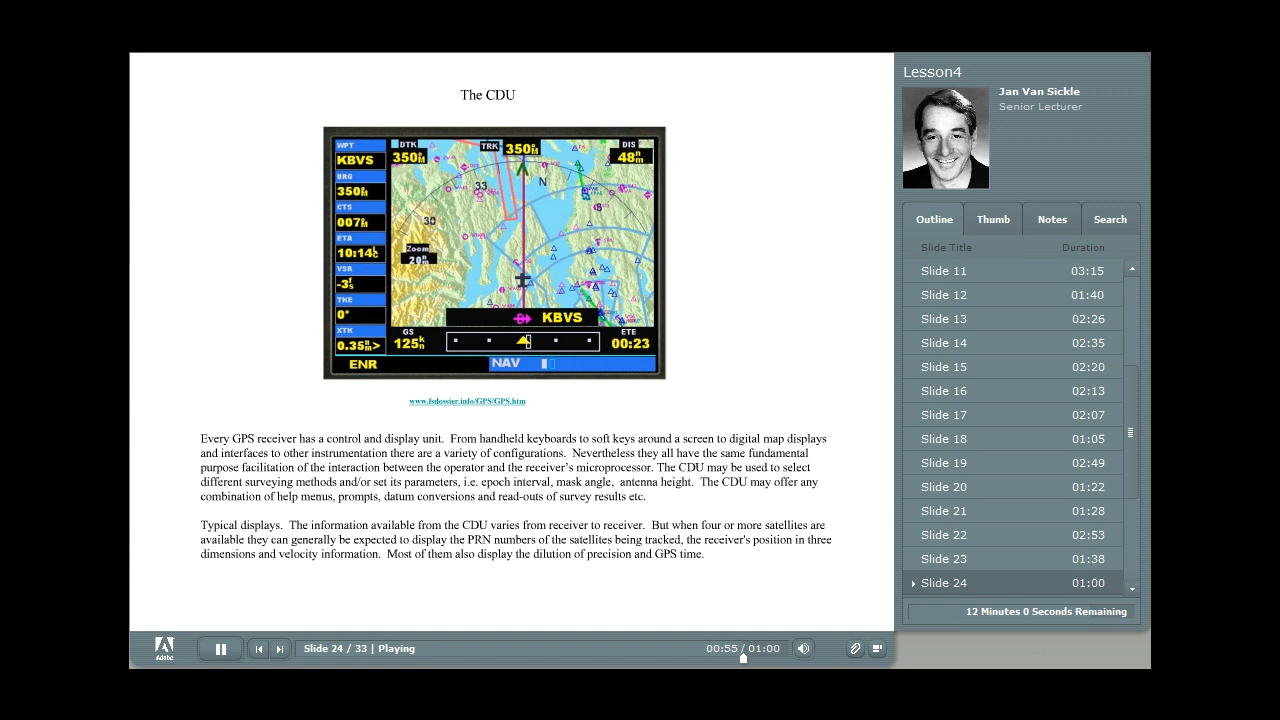 The CDU
WPT
KBVS
BRG
350°M
CTS
007°M
ETA
10:14
VSR
-3
TKE
0°
XTK
0.35nm>
DTK
350°M
TRK
350°M
DIS
48nm
33
N
30
Zoom
20nm
KBVS
GS
125kn
ETE
00:23
ENR
NAV
www.fsdossier.info/GPS/GPS.htm
Every GPS receiver has a control and display unit. From handheld keyboards to soft keys around a screen to digital map displays
and interfaces to other instrumentation there are a variety of configurations. Nevertheless they all have the same fundamental
purpose facilitation of the interaction between the operator and the receiver's microprocessor. The CDU may be used to select
different surveying methods and/or set its parameters, i.e. epoch interval, mask angle, antenna height. The CDU may offer any
combination of help menus, prompts, datum conversions and read-outs of survey results etc.
Typical displays. The information available from the CDU varies from receiver to receiver. But when four or more satellites are
available they can generally be expected to display the PRN numbers of the satellites being tracked, the receiver's position in three
dimensions and velocity information. Most of them also display the dilution of precision and GPS time.
Adobe
Slide 24 / 33 | Playing
00:55 / 01:00
Lesson4
Jan Van Sickle
Senior Lecturer
Outline Thumb Notes Search
Slide Title Duration
Slide 11 03:15
Slide 12 01:40
Slide 13 02:26
Slide 14 02:35
Slide 15 02:20
Slide 16 02:13
Slide 17 02:07
Slide 18 01:05
Slide 19 02:49
Slide 20 01:22
Slide 21 01:28
Slide 22 02:53
Slide 23 01:38
Slide 24 01:00
12 Minutes 0 Seconds Remaining